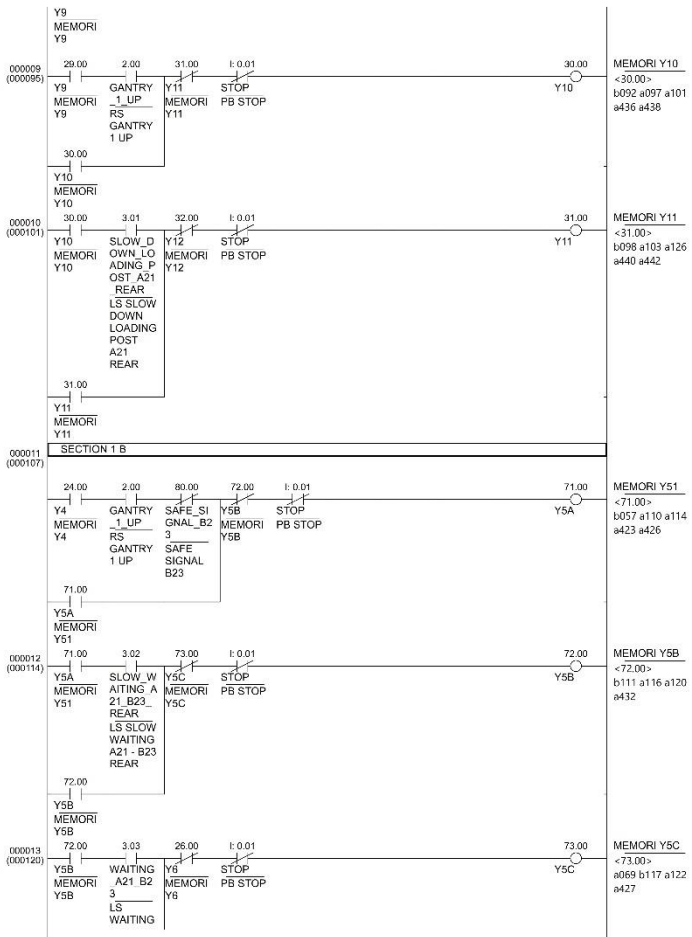 Y9
MEMORI
Y9
000009
(000095)
29.00 2.00 31.00 I: 0.01 30.00 MEMORI Y10
Y9 GANTRY Y11 STOP Y10 <30.00>
MEMORI _1_UP MEMORI PB STOP b092 a097 a101
Y9 RS Y11 a436 a438
GANTRY
1 UP
30.00
Y10
MEMORI
Y10
000010
(000101)
30.00 3.01 32.00 I: 0.01 31.00 MEMORI Y11
Y10 SLOW_D Y12 STOP Y11 <31.00>
MEMORI OWN_LO MEMORI PB STOP b098 a103 a126
Y10 ADING_P Y12 a440 a442
OST_A21
_REAR
LS SLOW
DOWN
LOADING
POST
A21
REAR
31.00
Y11
MEMORI
Y11
000011
(000107)
SECTION 1 B
24.00 2.00 80.00 72.00 I: 0.01 71.00 MEMORI Y51
Y4 GANTRY SAFE_SI Y5B STOP Y5A <71.00>
MEMORI _1_UP GNAL_B2 MEMORI PB STOP b057 a110 a114
Y4 RS 3 Y5B a423 a426
GANTRY SAFE
1 UP SIGNAL
B23
71.00
Y5A
MEMORI
Y51
000012
(000114)
71.00 3.02 73.00 I: 0.01 72.00 MEMORI Y5B
Y5A SLOW_W Y5C STOP Y5B <72.00>
MEMORI AITING_A MEMORI PB STOP b111 a116 a120
Y51 21_B23_ Y5C a432
REAR
LS SLOW
WAITING
A21 - B23
REAR
72.00
Y5B
MEMORI
Y5B
000013
(000120)
72.00 3.03 26.00 I: 0.01 73.00 MEMORI Y5C
Y5B WAITING Y6 STOP Y5C <73.00>
MEMORI _A21_B2 MEMORI PB STOP a069 b117 a122
Y5B 3 Y6 a427
LS
WAITING